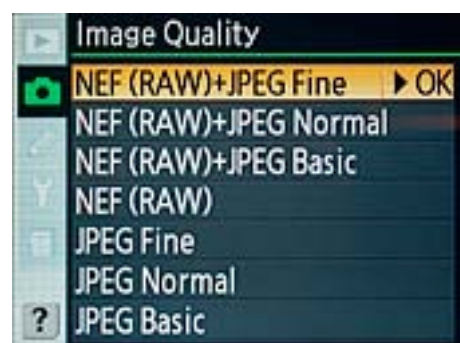 Image Quality
NEF (RAW)+JPEG Fine ▶ OK
NEF (RAW)+JPEG Normal
NEF (RAW)+JPEG Basic
NEF (RAW)
JPEG Fine
JPEG Normal
? JPEG Basic